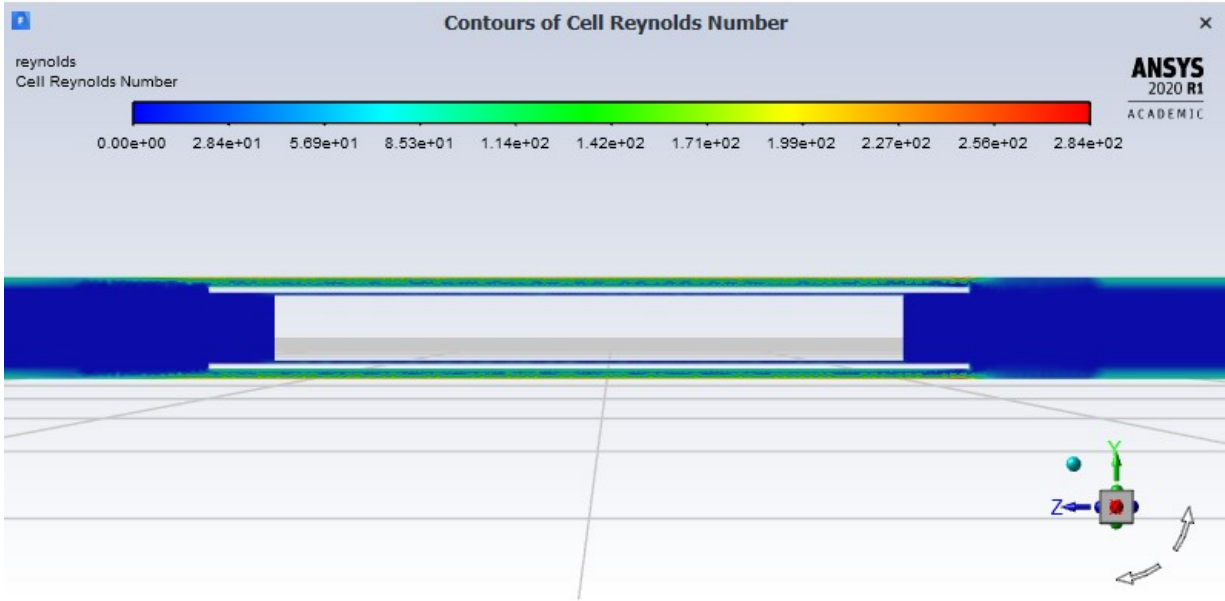 Contours of Cell Reynolds Number
×
reynolds
Cell Reynolds Number
ANSYS
2020 R1
ACADEMIC
0.00e+00 2.84e+01 5.69e+01 8.53e+01 1.14e+02 1.42e+02 1.71e+02 1.99e+02 2.27e+02 2.56e+02 2.84e+02
Y
Z